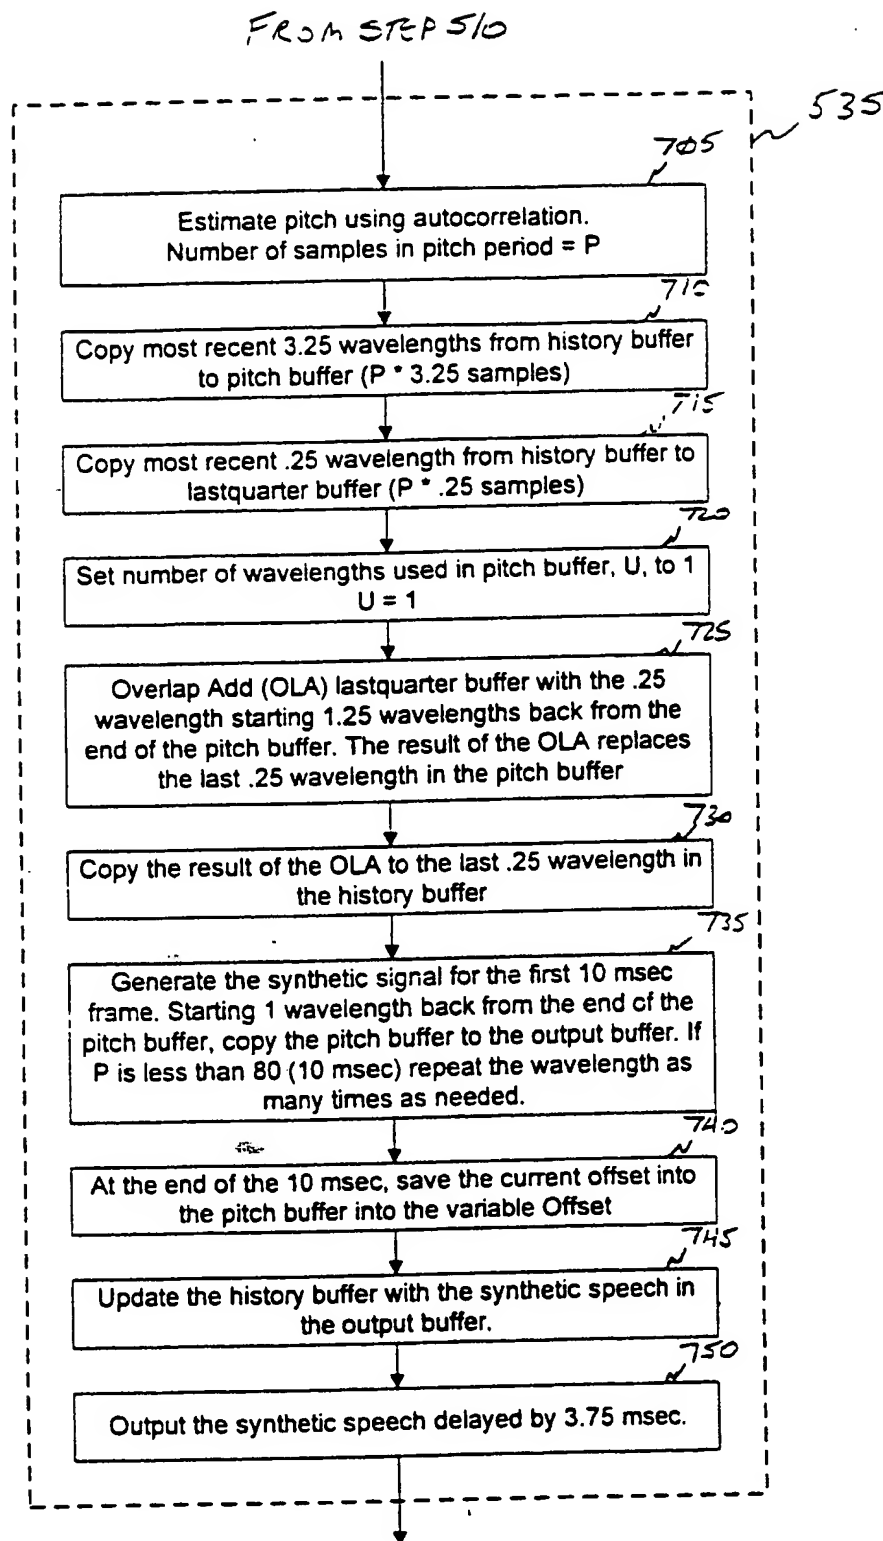 FROM STEP 510
535
705
Estimate pitch using autocorrelation.
Number of samples in pitch period = P
710
Copy most recent 3.25 wavelengths from history buffer
to pitch buffer (P * 3.25 samples)
715
Copy most recent .25 wavelength from history buffer to
lastquarter buffer (P * .25 samples)
720
Set number of wavelengths used in pitch buffer, U, to 1
U = 1
725
Overlap Add (OLA) lastquarter buffer with the .25
wavelength starting 1.25 wavelengths back from the
end of the pitch buffer. The result of the OLA replaces
the last .25 wavelength in the pitch buffer
730
Copy the result of the OLA to the last .25 wavelength in
the history buffer
735
Generate the synthetic signal for the first 10 msec
frame. Starting 1 wavelength back from the end of the
pitch buffer, copy the pitch buffer to the output buffer. If
P is less than 80 (10 msec) repeat the wavelength as
many times as needed.
740
At the end of the 10 msec, save the current offset into
the pitch buffer into the variable Offset
745
Update the history buffer with the synthetic speech in
the output buffer.
750
Output the synthetic speech delayed by 3.75 msec.